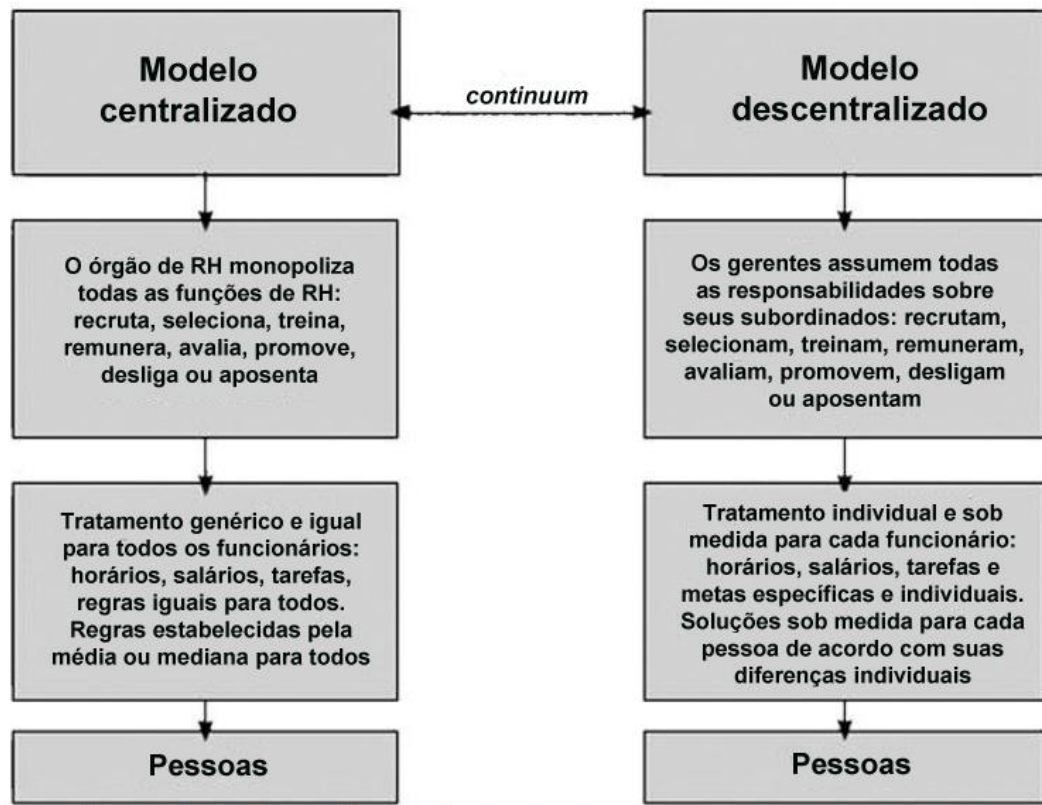 Modelo
centralizado
continuum
Modelo
descentralizado
O órgão de RH monopoliza
todas as funções de RH:
recruta, seleciona, treina,
remunera, avalia, promove,
desliga ou aposenta
Os gerentes assumem todas
as responsabilidades sobre
seus subordinados: recrutam,
selecionam, treinam, remuneram,
avaliam, promovem, desligam
ou aposentam
Tratamento genérico e igual
para todos os funcionários:
horários, salários, tarefas,
regras iguais para todos.
Regras estabelecidas pela
média ou mediana para todos
Tratamento individual e sob
medida para cada funcionário:
horários, salários, tarefas e
metas específicas e individuais.
Soluções sob medida para cada
pessoa de acordo com suas
diferenças individuais
Pessoas
Pessoas